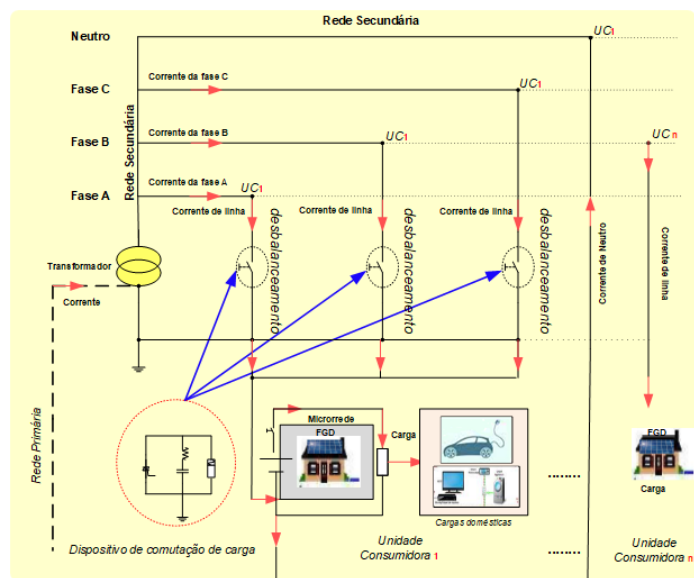 Rede Secundária
Neutro
UC1
Corrente da fase C
Fase C
UC1
Corrente da fase B
Fase B
UC1
UC n
Rede Secundária
Corrente da fase A
Fase A
UC1
Corrente de linha
Corrente de linha
Corrente de linha
desbalanceamento
desbalanceamento
desbalanceamento
Corrente de Neutro
Corrente de linha
Transformador
Corrente
Rede Primária
Microrrede
FGD
Carga
FGD
Carga
Cargas domésticas
Dispositivo de comutação de carga
Unidade
Consumidora 1
........
........
Unidade
Consumidora n